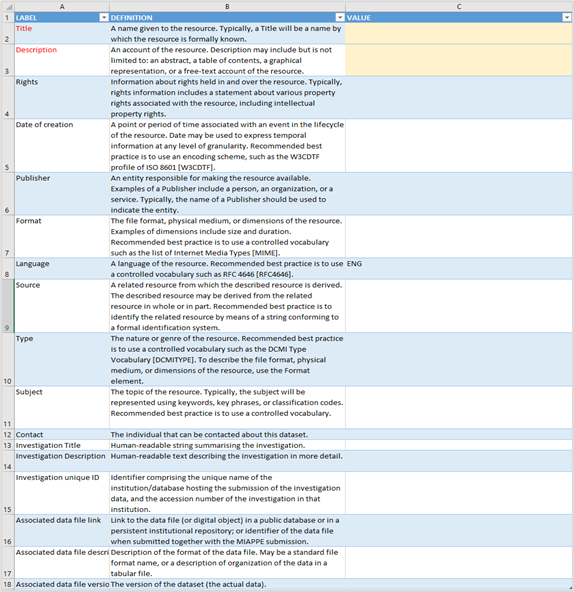 A B C
1 LABEL DEFINITION VALUE
Title A name given to the resource. Typically, a Title will be a name by
2 which the resource is formally known.
Description An account of the resource. Description may include but is not
limited to: an abstract, a table of contents, a graphical
3 representation, or a free-text account of the resource.
Rights Information about rights held in and over the resource. Typically,
rights information includes a statement about various property
rights associated with the resource, including intellectual
4 property rights.
Date of creation A point or period of time associated with an event in the lifecycle
of the resource. Date may be used to express temporal
information at any level of granularity. Recommended best
practice is to use an encoding scheme, such as the W3CDTF
5 profile of ISO 8601 [W3CDTF].
Publisher An entity responsible for making the resource available.
Examples of a Publisher include a person, an organization, or a
service. Typically, the name of a Publisher should be used to
6 indicate the entity.
Format The file format, physical medium, or dimensions of the resource.
Examples of dimensions include size and duration.
Recommended best practice is to use a controlled vocabulary
7 such as the list of Internet Media Types [MIME].
Language A language of the resource. Recommended best practice is to use ENG
8 a controlled vocabulary such as RFC 4646 [RFC4646].
Source A related resource from which the described resource is derived.
The described resource may be derived from the related
resource in whole or in part. Recommended best practice is to
identify the related resource by means of a string conforming to
9 a formal identification system.
Type The nature or genre of the resource. Recommended best practice
is to use a controlled vocabulary such as the DCMI Type
Vocabulary [DCMITYPE]. To describe the file format, physical
medium, or dimensions of the resource, use the Format
10 element.
Subject The topic of the resource. Typically, the subject will be
represented using keywords, key phrases, or classification codes.
Recommended best practice is to use a controlled vocabulary.
11
12 Contact The individual that can be contacted about this dataset.
13 Investigation Title Human-readable string summarising the investigation.
Investigation Description Human-readable text describing the investigation in more detail.
14
Investigation unique ID Identifier comprising the unique name of the
institution/database hosting the submission of the investigation
data, and the accession number of the investigation in that
15 institution.
Associated data file link Link to the data file (or digital object) in a public database or in a
persistent institutional repository; or identifier of the data file
16 when submitted together with the MIAPPE submission.
Associated data file descri Description of the format of the data file. May be a standard file
format name, or a description of organization of the data in a
17 tabular file.
18 Associated data file versio The version of the dataset (the actual data).